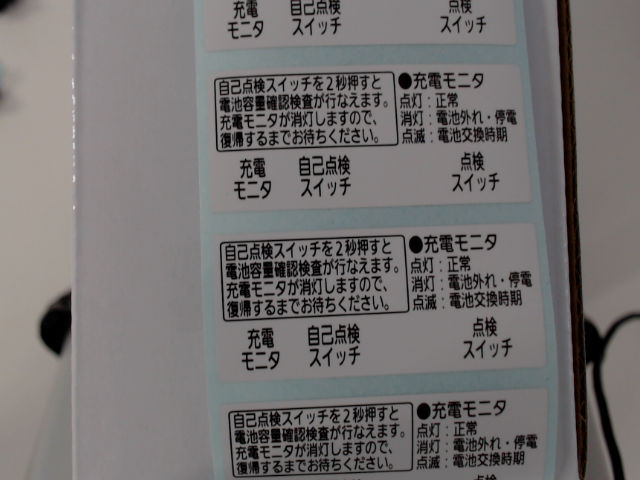 充電 自己点検 点検
モニタ スイッチ スイッチ
自己点検スイッチを2秒押すと
電池容量確認検査が行なえます。
充電モニタが消灯しますので、
復帰するまでお待ちください。
●充電モニタ
点灯:正常
消灯:電池外れ・停電
点滅:電池交換時期
充電 自己点検 点検
モニタ スイッチ スイッチ
自己点検スイッチを2秒押すと
電池容量確認検査が行なえます。
充電モニタが消灯しますので、
復帰するまでお待ちください。
●充電モニタ
点灯:正常
消灯:電池外れ・停電
点滅:電池交換時期
充電 自己点検 点検
モニタ スイッチ スイッチ
自己点検スイッチを2秒押すと
電池容量確認検査が行なえます。
充電モニタが消灯しますので、
復帰するまでお待ちください。
●充電モニタ
点灯:正常
消灯:電池外れ・停電
点滅:電池交換時期